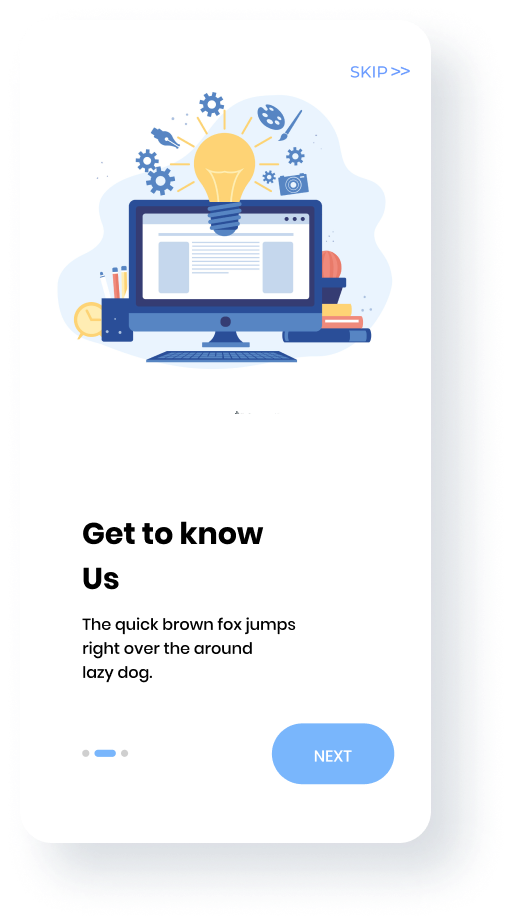 SKIP >>
Get to know
Us
The quick brown fox jumps
right over the around
lazy dog.
NEXT